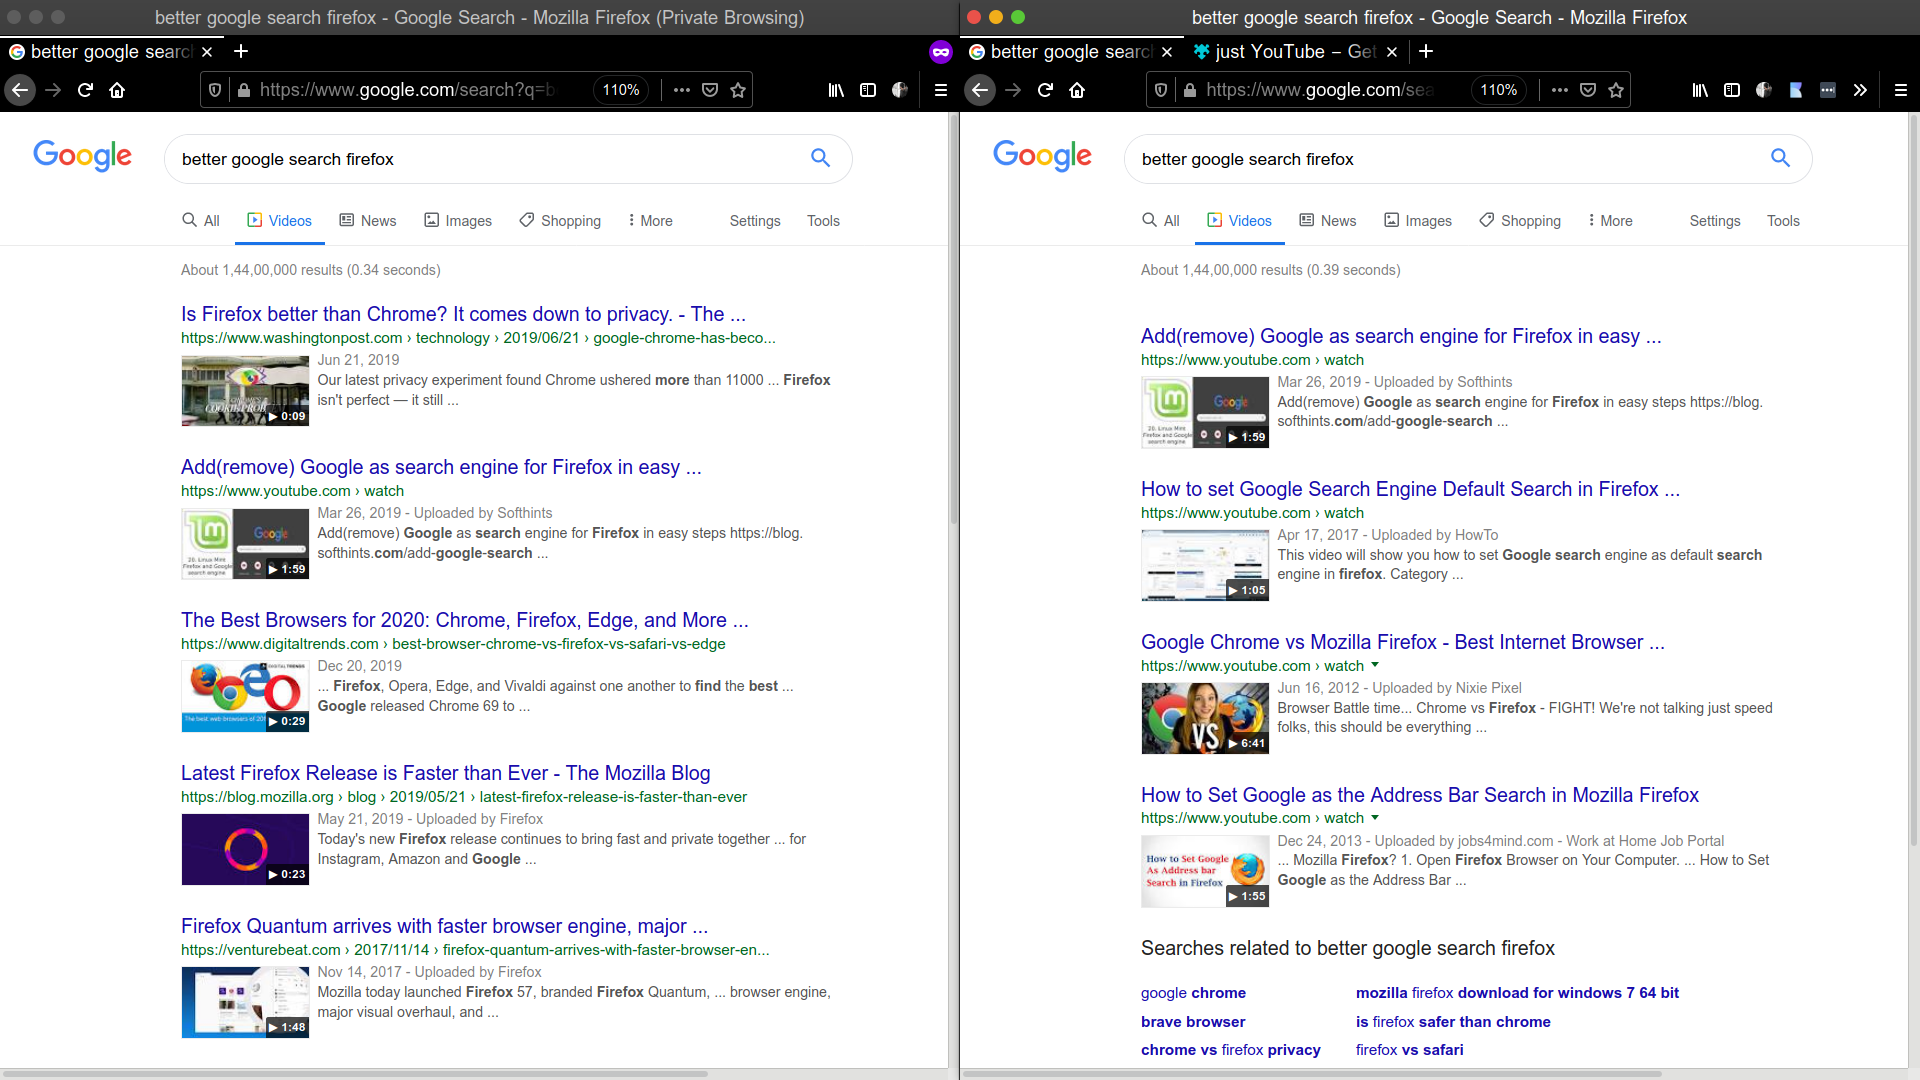 better google search firefox - Google Search - Mozilla Firefox (Private Browsing)
better google searc
https://www.google.com/search?q=b
110%
Google
better google search firefox
All Videos News Images Shopping More Settings Tools
About 1,44,00,000 results (0.34 seconds)
Is Firefox better than Chrome? It comes down to privacy. - The ...
https://www.washingtonpost.com › technology › 2019/06/21 › google-chrome-has-beco...
Jun 21, 2019
Our latest privacy experiment found Chrome ushered more than 11000 ... Firefox
isn't perfect — it still ...
0:09
Add(remove) Google as search engine for Firefox in easy ...
https://www.youtube.com › watch
Mar 26, 2019 - Uploaded by Softhints
Add(remove) Google as search engine for Firefox in easy steps https://blog.
softhints.com/add-google-search ...
1:59
The Best Browsers for 2020: Chrome, Firefox, Edge, and More ...
https://www.digitaltrends.com › best-browser-chrome-vs-firefox-vs-safari-vs-edge
Dec 20, 2019
... Firefox, Opera, Edge, and Vivaldi against one another to find the best ...
Google released Chrome 69 to ...
0:29
Latest Firefox Release is Faster than Ever - The Mozilla Blog
https://blog.mozilla.org › blog › 2019/05/21 › latest-firefox-release-is-faster-than-ever
May 21, 2019 - Uploaded by Firefox
Today's new Firefox release continues to bring fast and private together ... for
Instagram, Amazon and Google ...
0:23
Firefox Quantum arrives with faster browser engine, major ...
https://venturebeat.com › 2017/11/14 › firefox-quantum-arrives-with-faster-browser-en...
Nov 14, 2017 - Uploaded by Firefox
Mozilla today launched Firefox 57, branded Firefox Quantum, ... browser engine,
major visual overhaul, and ...
1:48
better google search firefox - Google Search - Mozilla Firefox
better google searc
just YouTube – Get
https://www.google.com/sea
110%
Google
better google search firefox
All Videos News Images Shopping More Settings Tools
About 1,44,00,000 results (0.39 seconds)
Add(remove) Google as search engine for Firefox in easy ...
https://www.youtube.com › watch
Mar 26, 2019 - Uploaded by Softhints
Add(remove) Google as search engine for Firefox in easy steps https://blog.
softhints.com/add-google-search ...
1:59
How to set Google Search Engine Default Search in Firefox ...
https://www.youtube.com › watch
Apr 17, 2017 - Uploaded by HowTo
This video will show you how to set Google search engine as default search
engine in firefox. Category ...
1:05
Google Chrome vs Mozilla Firefox - Best Internet Browser ...
https://www.youtube.com › watch
Jun 16, 2012 - Uploaded by Nixie Pixel
Browser Battle time... Chrome vs Firefox - FIGHT! We're not talking just speed
folks, this should be everything ...
VS
6:41
How to Set Google as the Address Bar Search in Mozilla Firefox
https://www.youtube.com › watch
Dec 24, 2013 - Uploaded by jobs4mind.com - Work at Home Job Portal
... Mozilla Firefox? 1. Open Firefox Browser on Your Computer. ... How to Set
Google as the Address Bar ...
How to Set Google
As Address bar
Search in Firefox
1:55
Searches related to better google search firefox
google chrome
mozilla firefox download for windows 7 64 bit
brave browser
is firefox safer than chrome
chrome vs firefox privacy
firefox vs safari